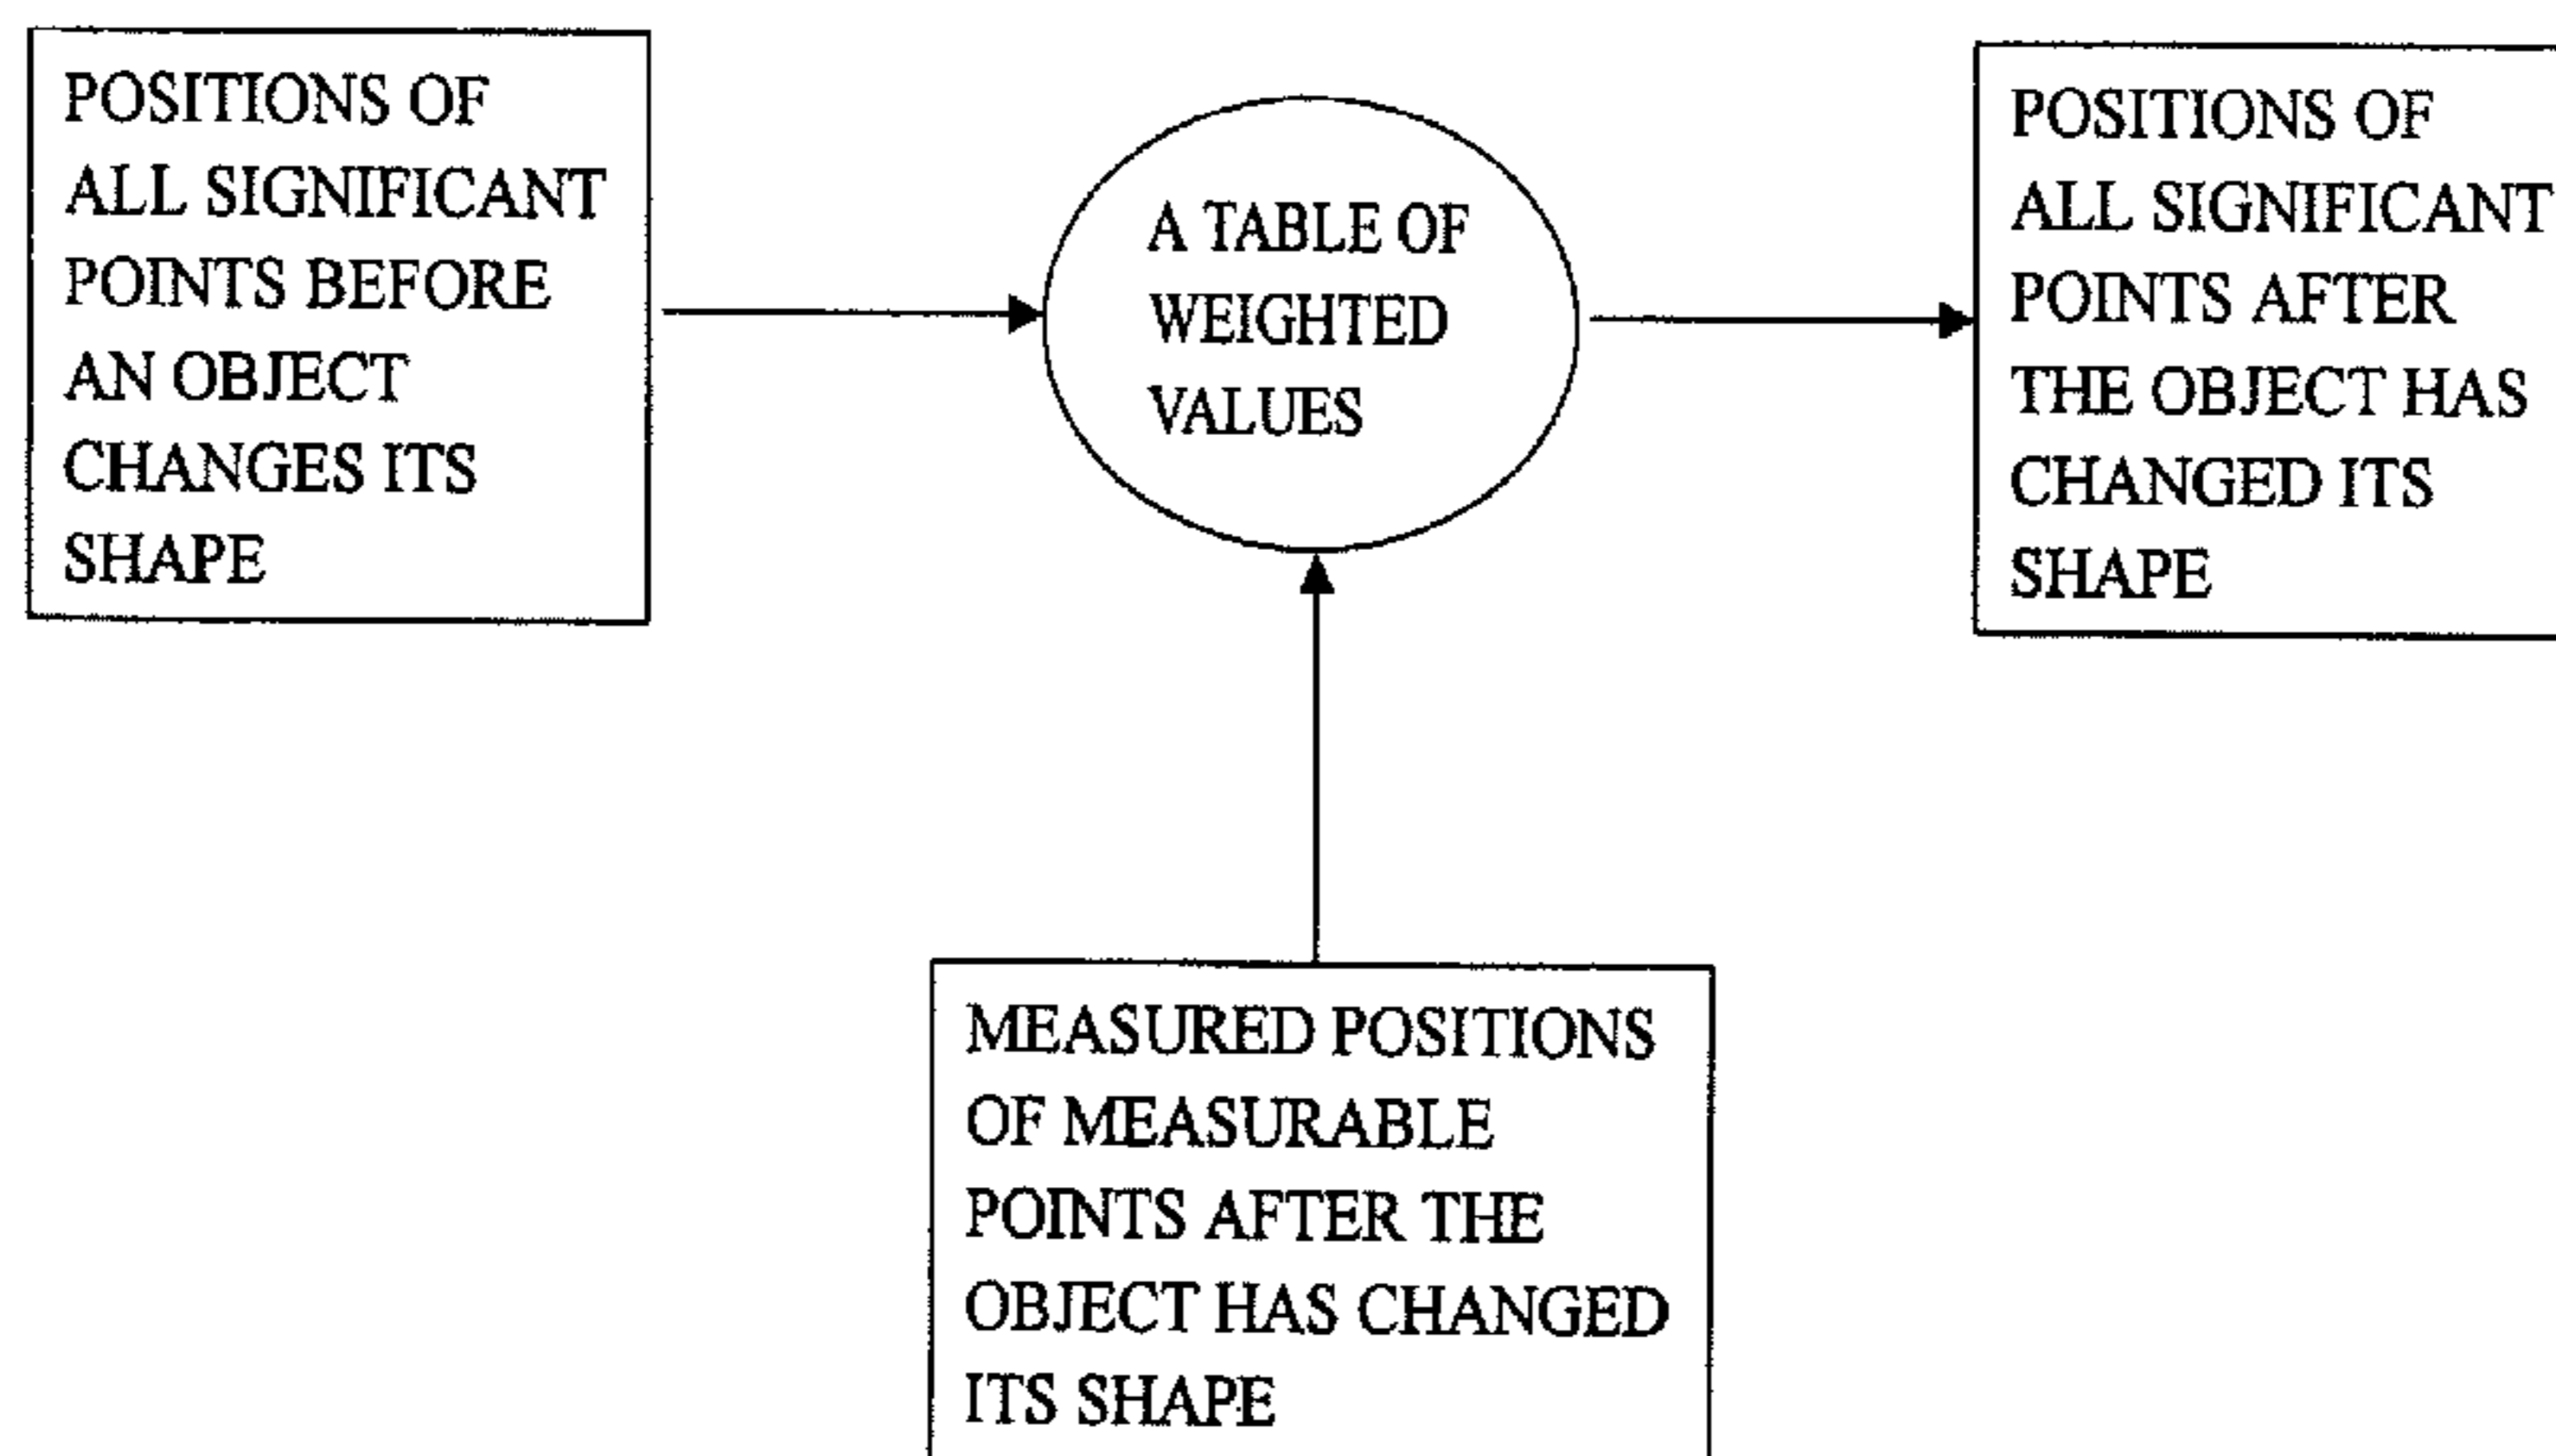 POSITIONS OF
ALL SIGNIFICANT
POINTS BEFORE
AN OBJECT
CHANGES ITS
SHAPE
A TABLE OF
WEIGHTED
VALUES
POSITIONS OF
ALL SIGNIFICANT
POINTS AFTER
THE OBJECT HAS
CHANGED ITS
SHAPE
MEASURED POSITIONS
OF MEASURABLE
POINTS AFTER THE
OBJECT HAS CHANGED
ITS SHAPE